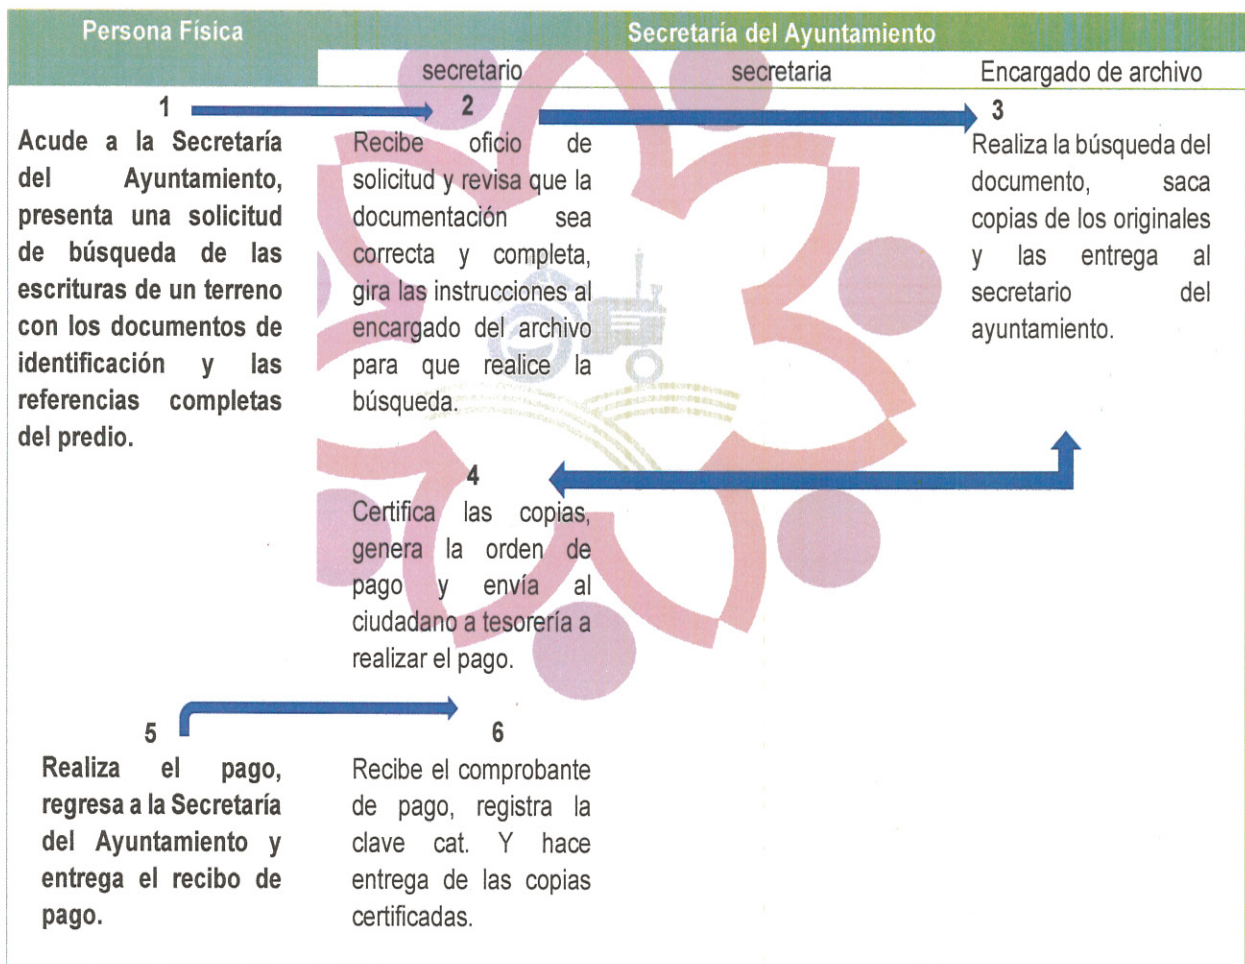 Persona Física
Secretaría del Ayuntamiento
secretario
secretaria
Encargado de archivo
1
Acude a la Secretaría
del Ayuntamiento,
presenta una solicitud
de búsqueda de las
escrituras de un terreno
con los documentos de
identificación y las
referencias completas
del predio.
2
Recibe oficio de
solicitud y revisa que la
documentación sea
correcta y completa,
gira las instrucciones al
encargado del archivo
para que realice la
búsqueda.
3
Realiza la búsqueda del
documento, saca
copias de los originales
y las entrega al
secretario del
ayuntamiento.
4
Certifica las copias,
genera la orden de
pago y envía al
ciudadano a tesorería a
realizar el pago.
5
Realiza el pago,
regresa a la Secretaría
del Ayuntamiento y
entrega el recibo de
pago.
6
Recibe el comprobante
de pago, registra la
clave cat. Y hace
entrega de las copias
certificadas.